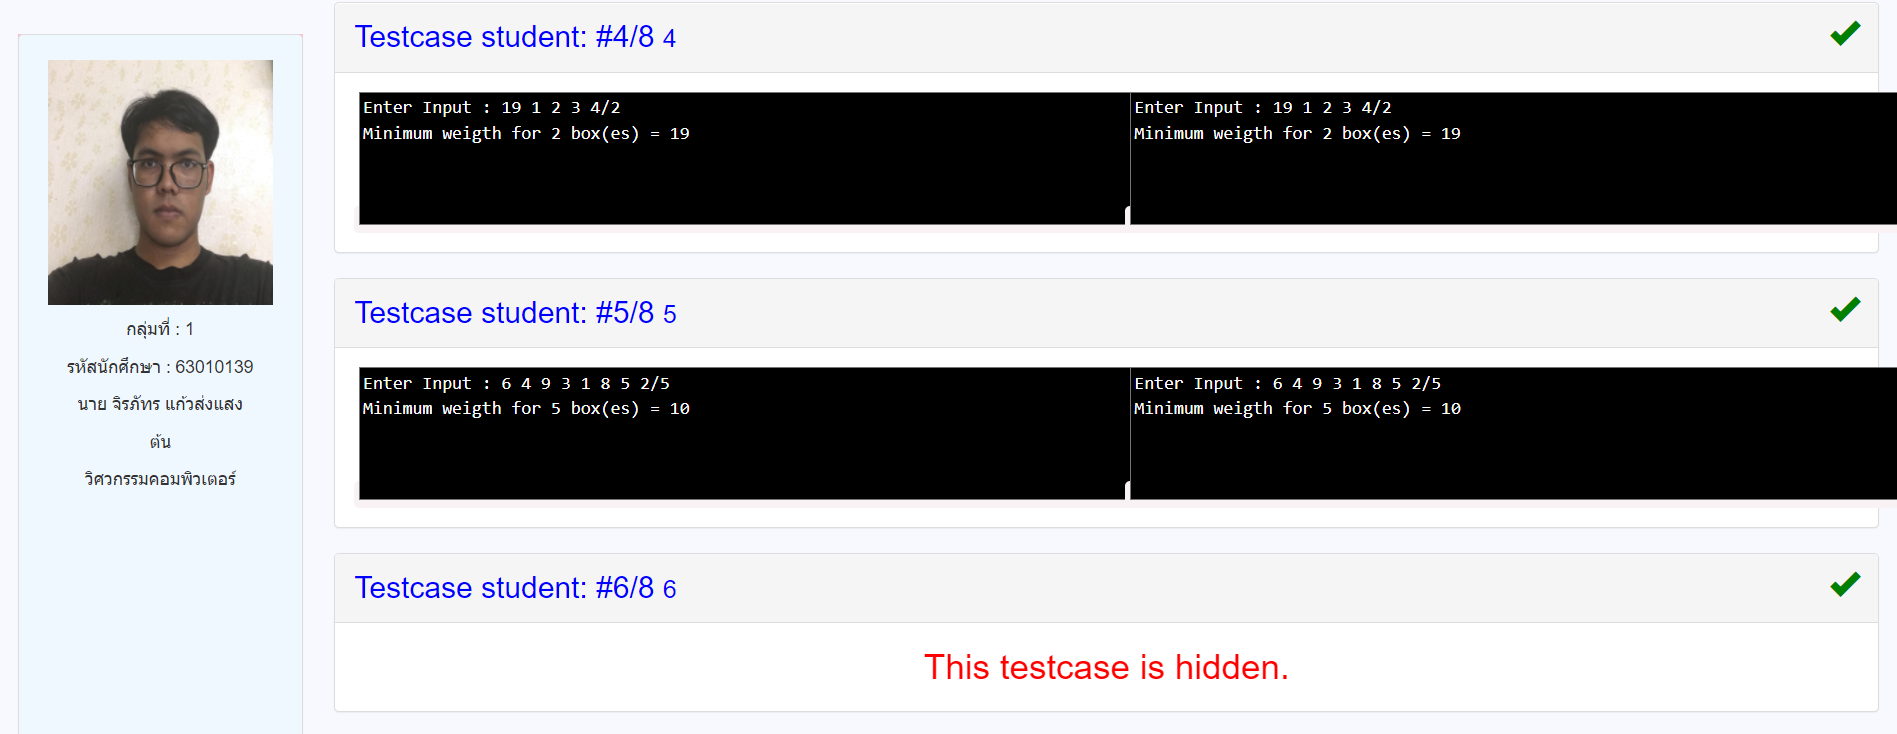 กลุ่มที่ : 1
รหัสนักศึกษา : 63010139
นาย จิรภัทร แก้วส่งแสง
ต้น
วิศวกรรมคอมพิวเตอร์
Testcase student: #4/8 4
Enter Input : 19 1 2 3 4/2
Minimum weigth for 2 box(es) = 19
Enter Input : 19 1 2 3 4/2
Minimum weigth for 2 box(es) = 19
Testcase student: #5/8 5
Enter Input : 6 4 9 3 1 8 5 2/5
Minimum weigth for 5 box(es) = 10
Enter Input : 6 4 9 3 1 8 5 2/5
Minimum weigth for 5 box(es) = 10
Testcase student: #6/8 6
This testcase is hidden.